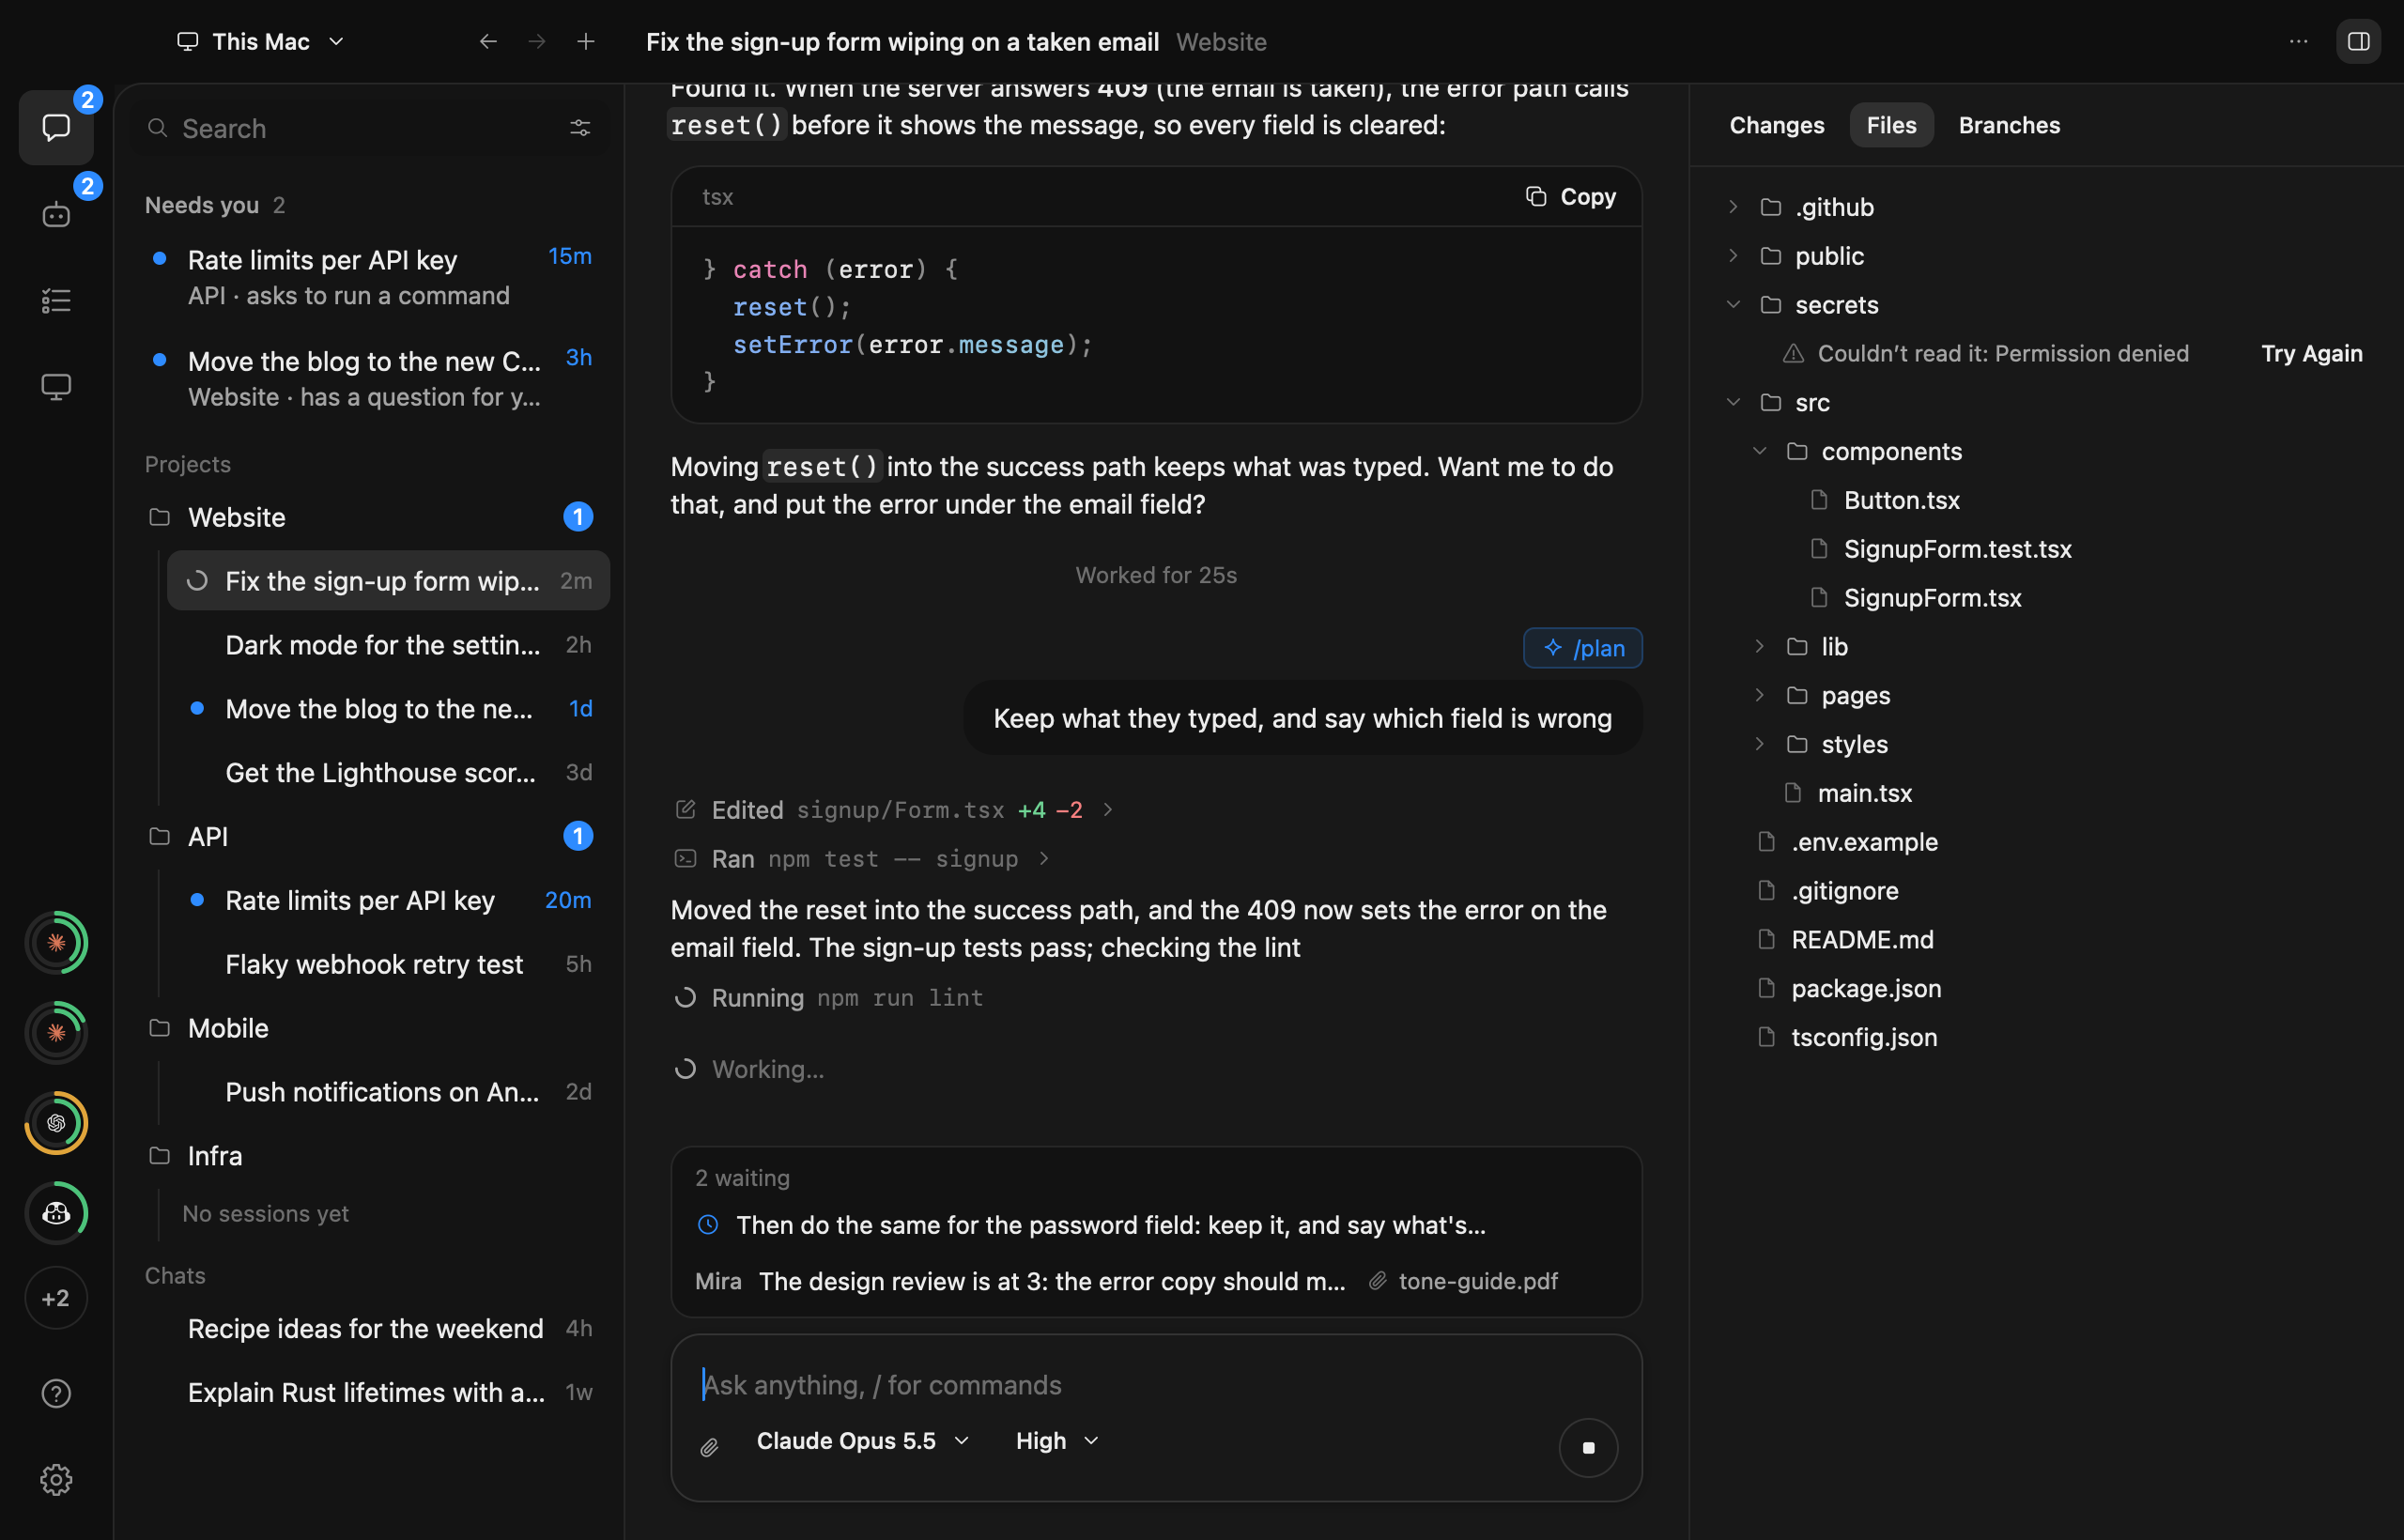 This Mac
Fix the sign-up form wiping on a taken email Website
2
2
Search
Needs you 2
Rate limits per API key 15m
API · asks to run a command
Move the blog to the new C... 3h
Website · has a question for y...
Projects
Website 1
Fix the sign-up form wip... 2m
Dark mode for the settin... 2h
Move the blog to the ne... 1d
Get the Lighthouse scor... 3d
API 1
Rate limits per API key 20m
Flaky webhook retry test 5h
Mobile
Push notifications on An... 2d
Infra
No sessions yet
Chats
Recipe ideas for the weekend 4h
Explain Rust lifetimes with a... 1w
+2
Found it. When the server answers 409 (the email is taken), the error path calls
reset() before it shows the message, so every field is cleared:
tsx Copy
} catch (error) {
reset();
setError(error.message);
}
Moving reset() into the success path keeps what was typed. Want me to do
that, and put the error under the email field?
Worked for 25s
/plan
Keep what they typed, and say which field is wrong
Edited signup/Form.tsx +4 −2
Ran npm test -- signup
Moved the reset into the success path, and the 409 now sets the error on the
email field. The sign-up tests pass; checking the lint
Running npm run lint
Working...
2 waiting
Then do the same for the password field: keep it, and say what's...
Mira The design review is at 3: the error copy should m... tone-guide.pdf
Ask anything, / for commands
Claude Opus 5.5 High
Changes Files Branches
.github
public
secrets
Couldn’t read it: Permission denied Try Again
src
components
Button.tsx
SignupForm.test.tsx
SignupForm.tsx
lib
pages
styles
main.tsx
.env.example
.gitignore
README.md
package.json
tsconfig.json